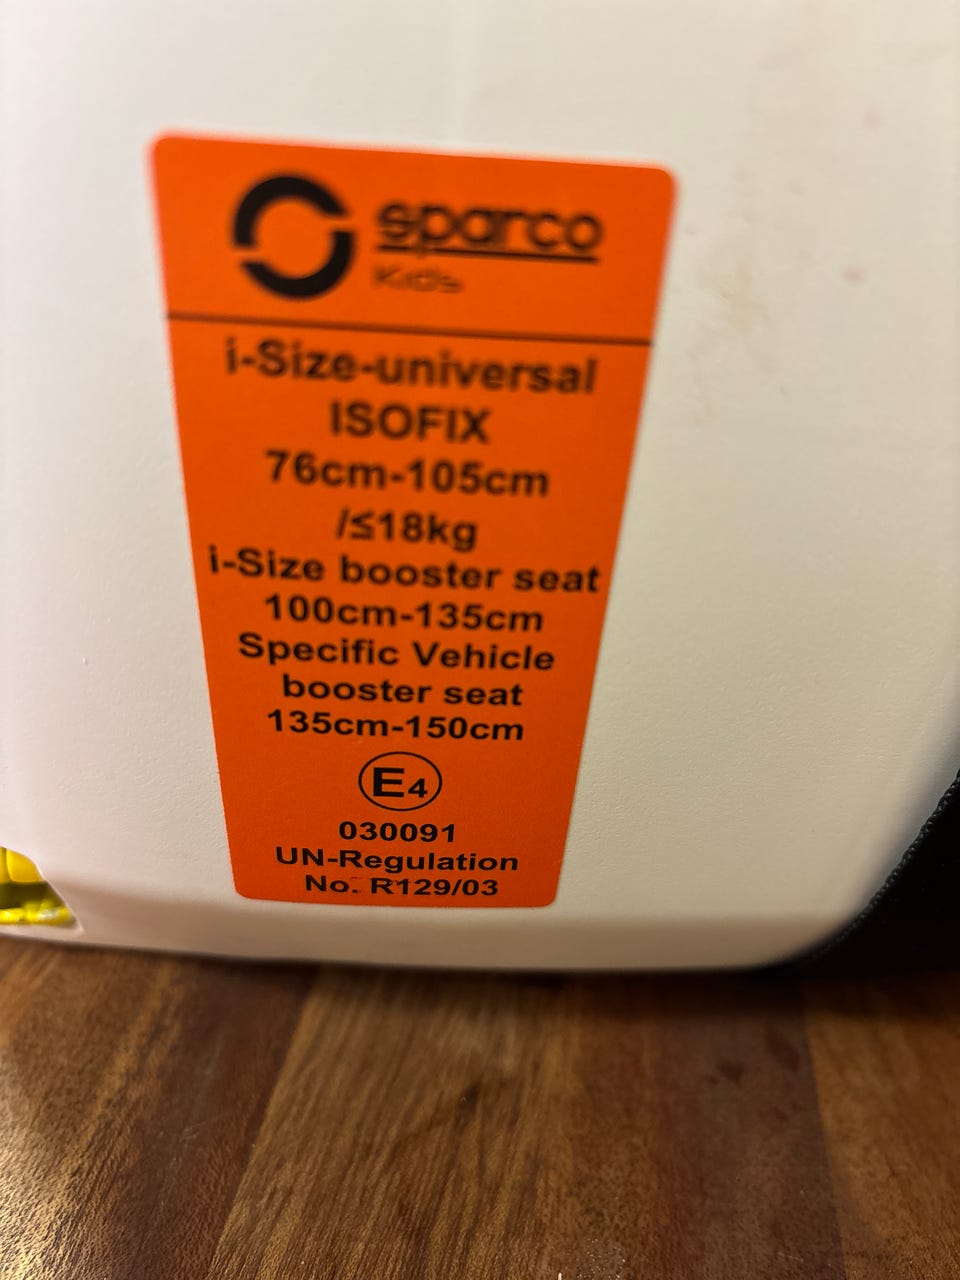 sparco
Kids
i-Size-universal
ISOFIX
76cm-105cm
/≤18kg
i-Size booster seat
100cm-135cm
Specific Vehicle
booster seat
135cm-150cm
E4
030091
UN-Regulation
No. R129/03